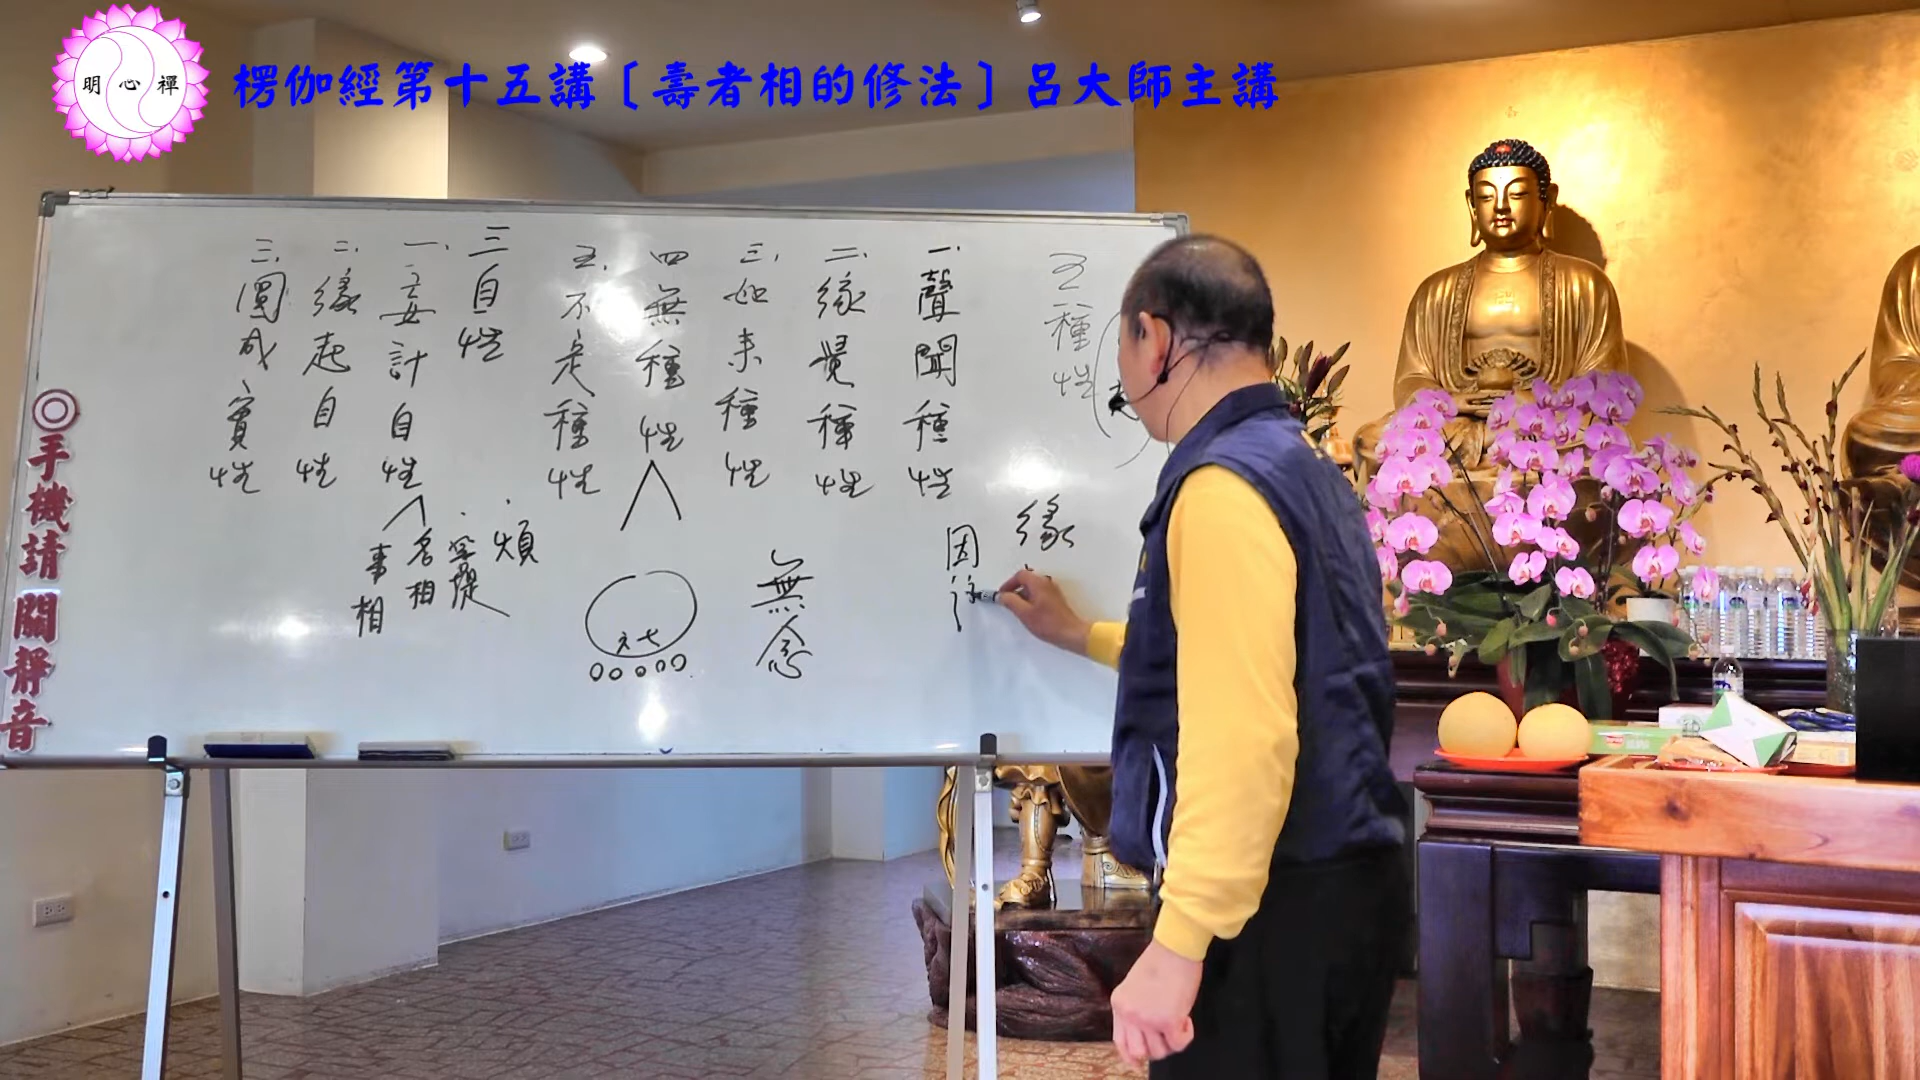 明心禪
楞伽經第十五講〔壽者相的修法〕呂大師主講
五種性
一、聲聞種性
二、緣覺種性
三、如來種性
四無種性
五、不定種性
三自性
一、妄計自性
二、緣起自性
三、圓成實性
緣
因
無念
六七
煩
名相
事相
◎手機請關靜音